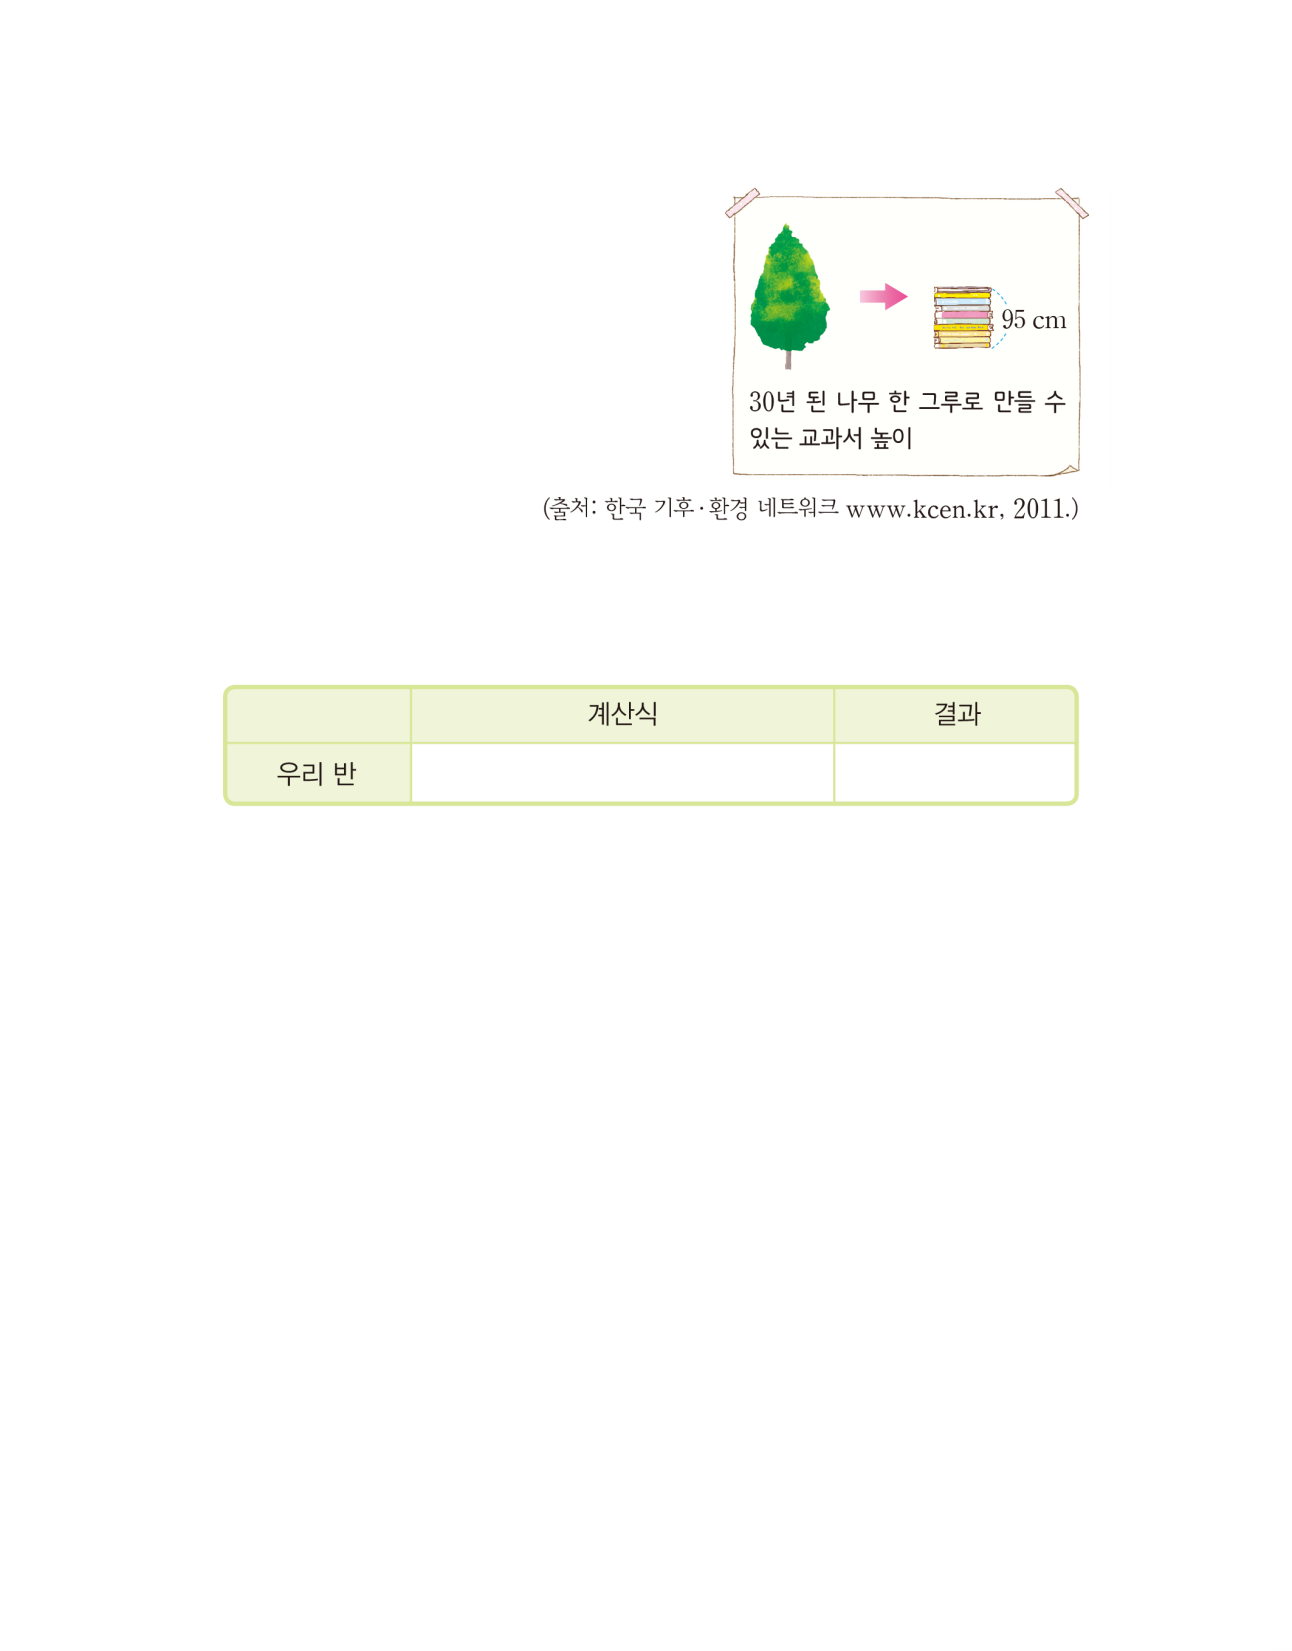 95 cm
30년 된 나무 한 그루로 만들 수
있는 교과서 높이
(출처: 한국 기후·환경 네트워크 www.kcen.kr, 2011.)
계산식 결과
우리 반